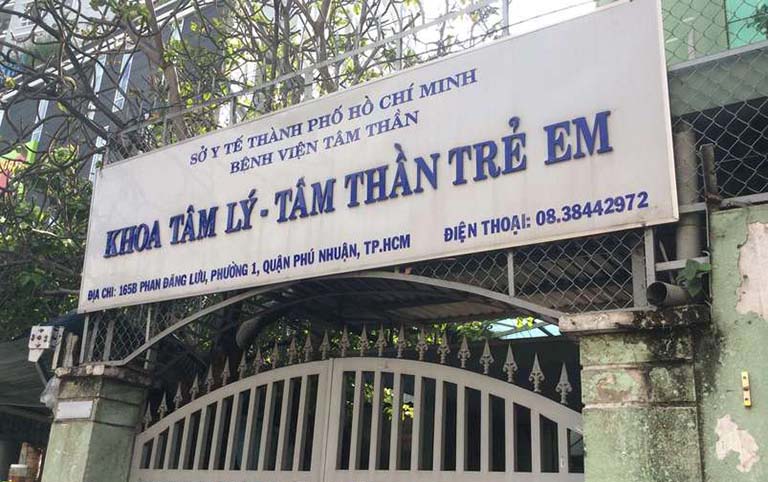 SỞ Y TẾ THÀNH PHỐ HỒ CHÍ MINH
BỆNH VIỆN TÂM THẦN
KHOA TÂM LÝ - TÂM THẦN TRẺ EM
ĐỊA CHỈ: 165B PHAN ĐĂNG LƯU, PHƯỜNG 1, QUẬN PHÚ NHUẬN, TP.HCM ĐIỆN THOẠI: 08.38442972